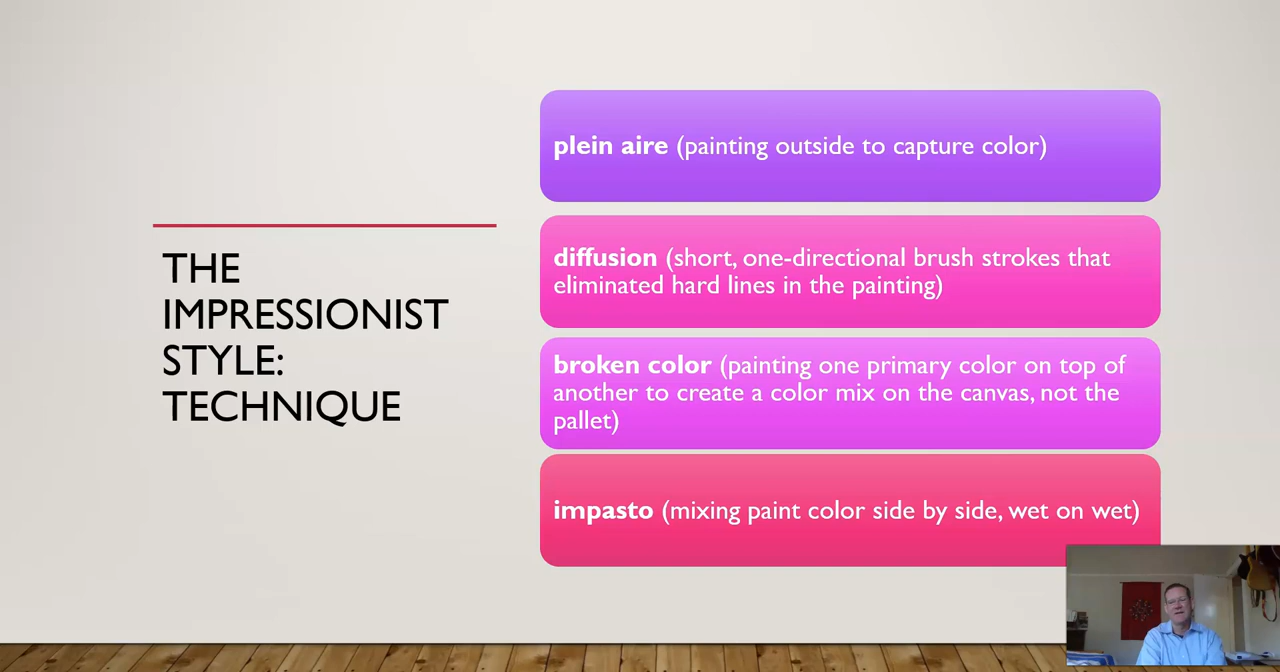 THE
IMPRESSIONIST
STYLE:
TECHNIQUE
plein aire (painting outside to capture color)
diffusion (short, one-directional brush strokes that
eliminated hard lines in the painting)
broken color (painting one primary color on top of
another to create a color mix on the canvas, not the
pallet)
impasto (mixing paint color side by side, wet on wet)